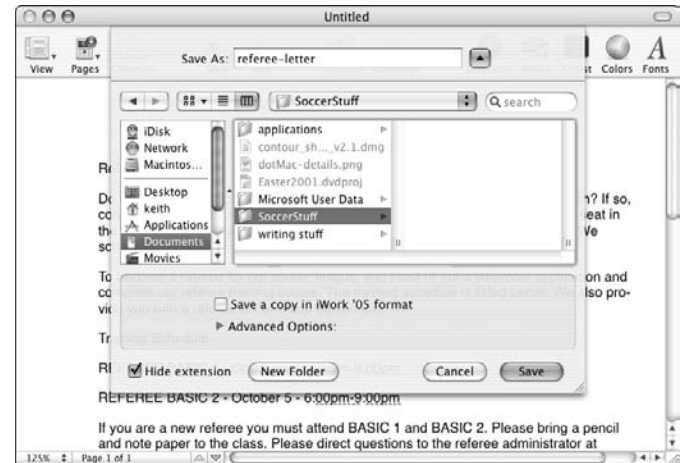 Untitled
View Pages Colors Fonts
Save As: referee-letter
SoccerStuff
search
iDisk
Network
Macintos...
Desktop
keith
Applications
Documents
Movies
applications
contour_sh..._v2.1.dmg
dotMac-details.png
Easter2001.dvdproj
Microsoft User Data
SoccerStuff
writing stuff
n? If so,
eat in
We
on and
lso pro-
Save a copy in iWork '05 format
Advanced Options:
Hide extension New Folder Cancel Save
REFEREE BASIC 2 - October 5 - 6:00pm-9:00pm
If you are a new referee you must attend BASIC 1 and BASIC 2. Please bring a pencil
and note paper to the class. Please direct questions to the referee administrator at
125% Page 1 of 1